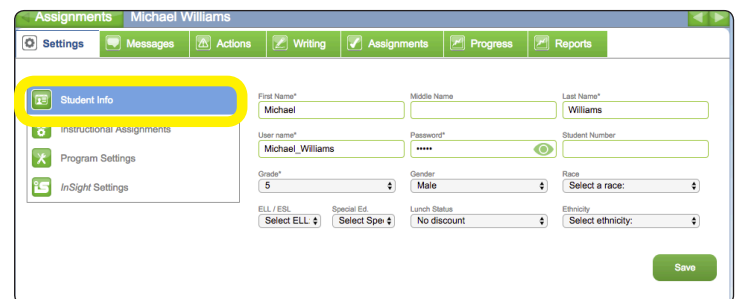 Assignments Michael Williams
Settings Messages Actions Writing Assignments Progress Reports
Student Info
Instructional Assignments
Program Settings
InSight Settings
First Name* Middle Name Last Name*
Michael Williams
User name* Password* Student Number
Michael_Williams •••••
Grade* Gender Race
5 Male Select a race:
ELL / ESL Special Ed. Lunch Status Ethnicity
Select ELL: Select Spec No discount Select ethnicity:
Save